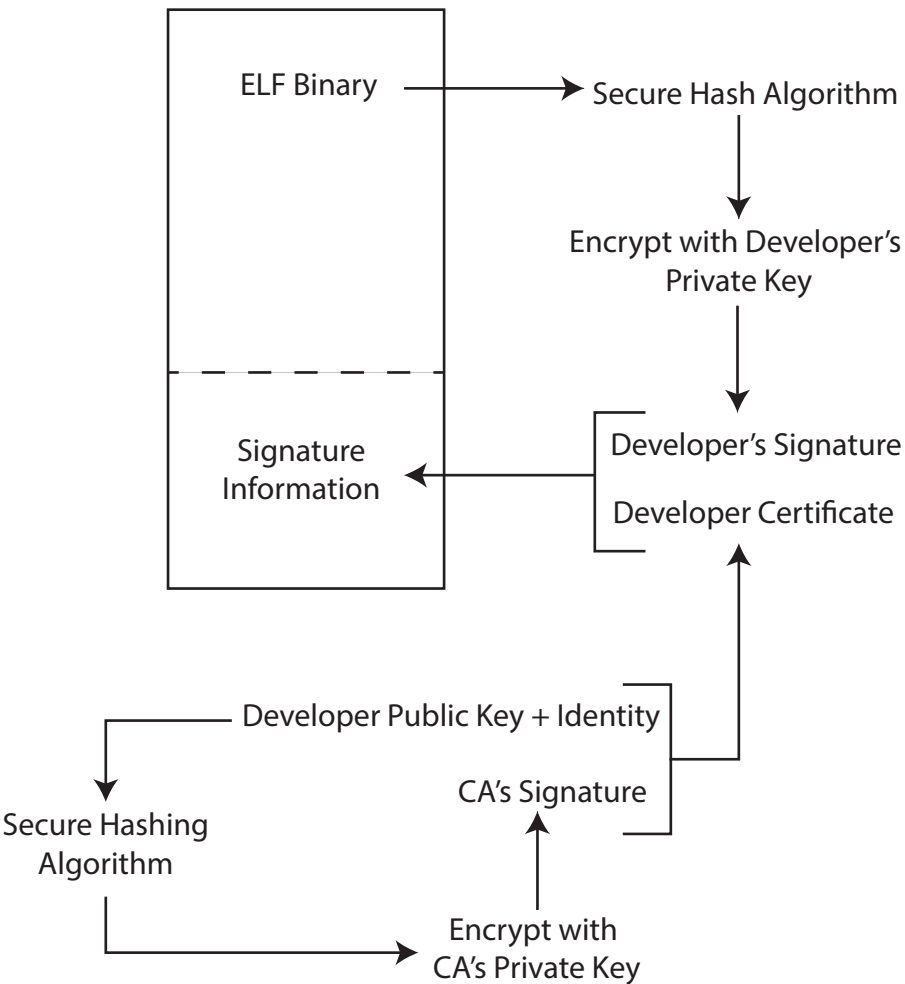 ELF Binary
Secure Hash Algorithm
Encrypt with Developer’s
Private Key
Developer’s Signature
Developer Certificate
Signature
Information
Developer Public Key + Identity
CA’s Signature
Secure Hashing
Algorithm
Encrypt with
CA’s Private Key